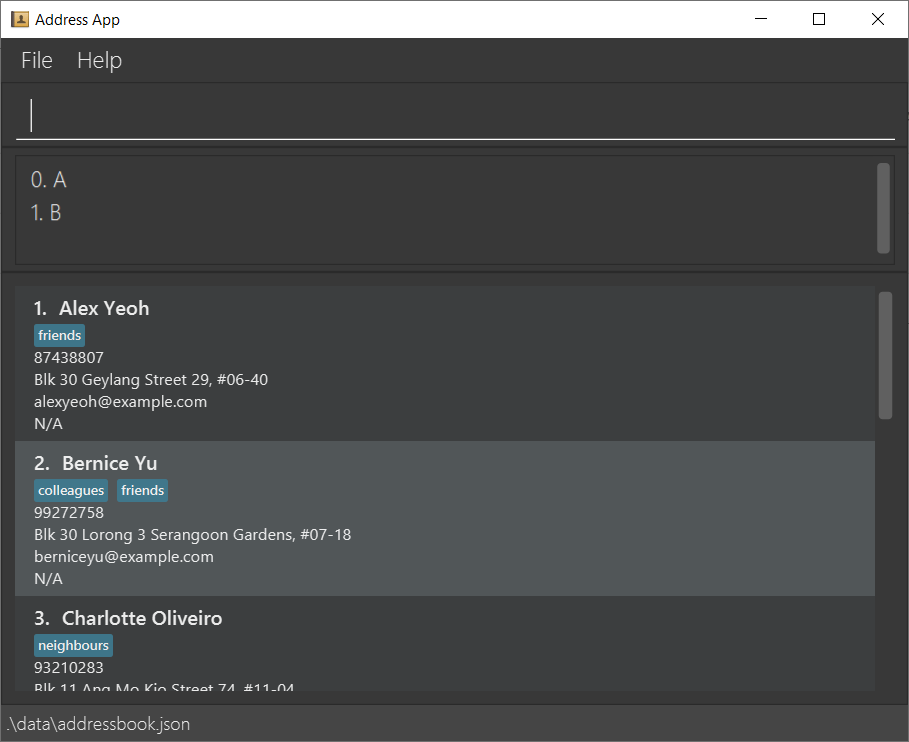 Address App
File Help
0. A
1. B
1. Alex Yeoh
friends
87438807
Blk 30 Geylang Street 29, #06-40
alexyeoh@example.com
N/A
2. Bernice Yu
colleagues friends
99272758
Blk 30 Lorong 3 Serangoon Gardens, #07-18
berniceyu@example.com
N/A
3. Charlotte Oliveiro
neighbours
93210283
Blk 11 Ang Mo Kio Street 74, #11-04
.\data\addressbook.json